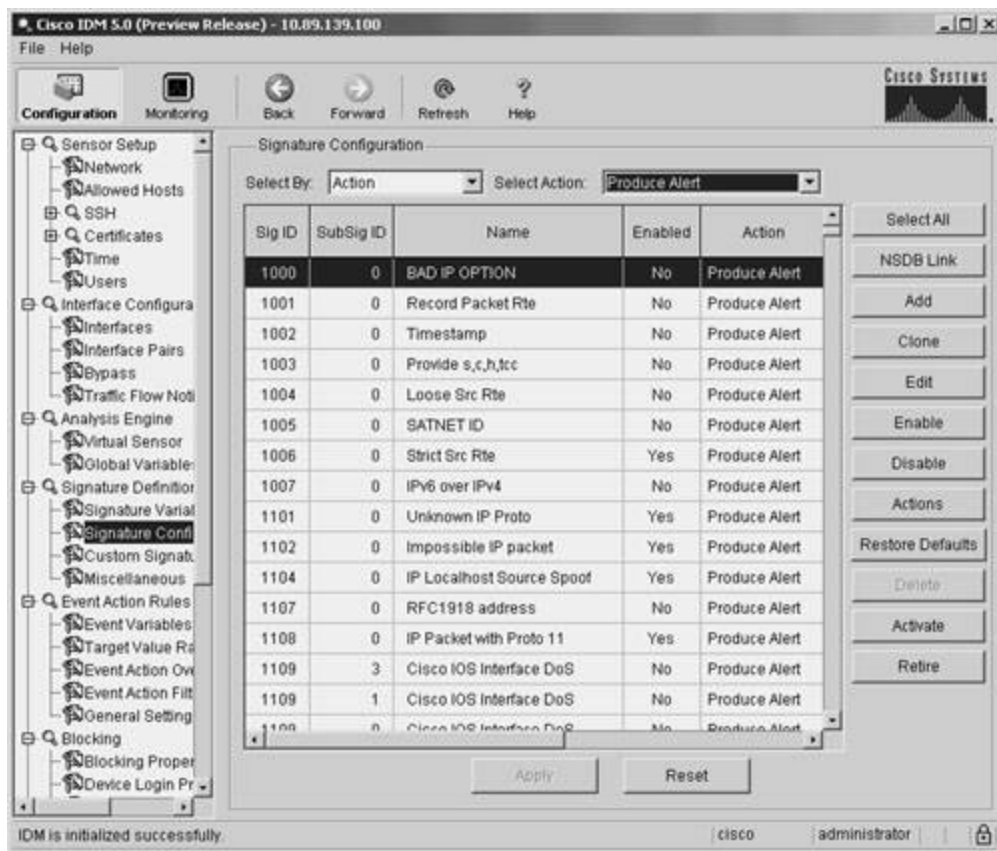 Cisco IDM 5.0 (Preview Release) - 10.89.139.100
File Help
Configuration Monitoring Back Forward Refresh Help
CISCO SYSTEMS
Sensor Setup
Network
Allowed Hosts
SSH
Certificates
Time
Users
Interface Configura
Interfaces
Interface Pairs
Bypass
Traffic Flow Noti
Analysis Engine
Virtual Sensor
Global Variable
Signature Definition
Signature Varial
Signature Confi
Custom Signatu
Miscellaneous
Event Action Rules
Event Variables
Target Value Ra
Event Action Ove
Event Action Filt
General Setting
Blocking
Blocking Proper
Device Login Pr
Signature Configuration
Select By: Action Select Action: Produce Alert
Sig ID SubSig ID Name Enabled Action
1000 0 BAD IP OPTION No Produce Alert
1001 0 Record Packet Rte No Produce Alert
1002 0 Timestamp No Produce Alert
1003 0 Provide s,c,h,tcc No Produce Alert
1004 0 Loose Src Rte No Produce Alert
1005 0 SATNET ID No Produce Alert
1006 0 Strict Src Rte Yes Produce Alert
1007 0 IPv6 over IPv4 No Produce Alert
1101 0 Unknown IP Proto Yes Produce Alert
1102 0 Impossible IP packet Yes Produce Alert
1104 0 IP Localhost Source Spoof Yes Produce Alert
1107 0 RFC1918 address No Produce Alert
1108 0 IP Packet with Proto 11 Yes Produce Alert
1109 3 Cisco IOS Interface DoS No Produce Alert
1109 1 Cisco IOS Interface DoS No Produce Alert
1109 0 Cisco IOS Interface DoS No Produce Alert
Select All
NSDB Link
Add
Clone
Edit
Enable
Disable
Actions
Restore Defaults
Delete
Activate
Retire
Apply Reset
IDM is initialized successfully. cisco administrator